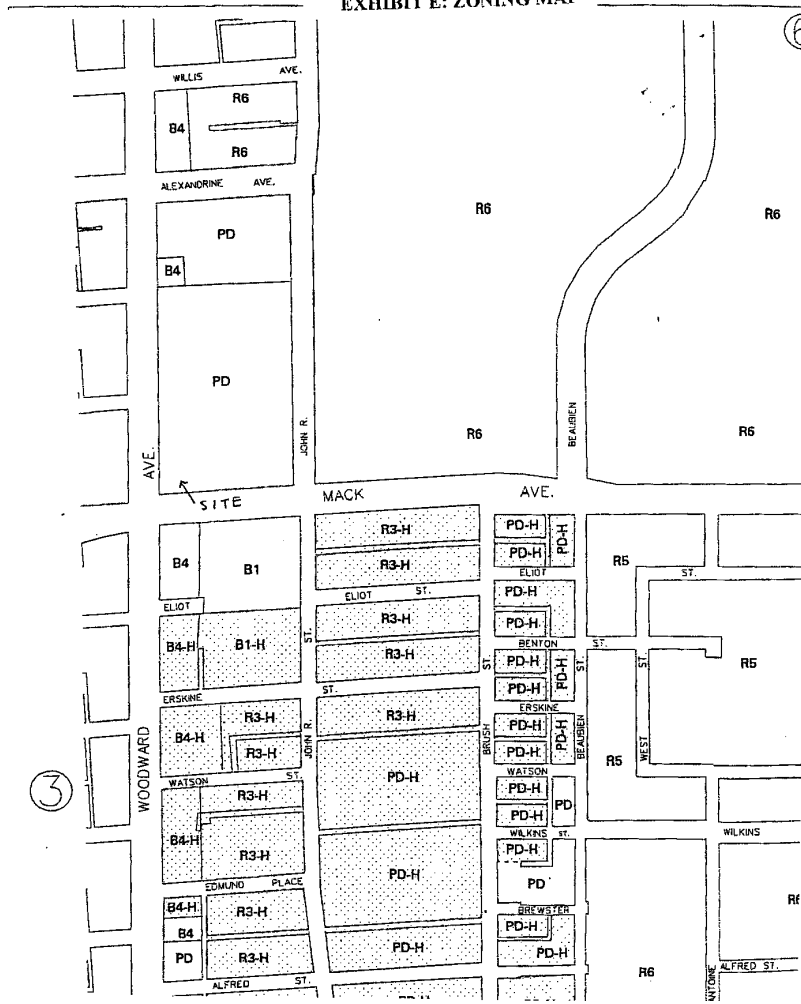 EXHIBIT E: ZONING MAP
WILLIS AVE.
R6
B4
R6
ALEXANDRINE AVE.
PD
B4
R6
R6
PD
JOHN R.
BEAUBIEN
R6
R6
AVE.
SITE
MACK AVE.
B4
B1
R3-H
R3-H
PD-H
PD-H
PD-H
R5
ELIOT
ELIOT ST.
ELIOT ST.
B4-H
B1-H
ST.
R3-H
R3-H
PD-H
PD-H
BENTON ST.
PD-H
PD-H
PD-H
ST.
ST.
ST.
R5
ERSKINE ST.
ERSKINE
B4-H
R3-H
R3-H
JOHN R.
R3-H
PD-H
BRUSH
PD-H
PD-H
PD-H
BEAUBIEN
R5
WEST
WOODWARD
3
WATSON ST.
WATSON
R3-H
B4-H
R3-H
PD-H
PD-H
PD-H
PD
WILKINS ST.
WILKINS
PD-H
PD
EDMUND PLACE
B4-H
R3-H
B4
PD
R3-H
PD-H
BREWSTER
PD-H
PD-H
R6
ALFRED ST.
ALFRED ST.